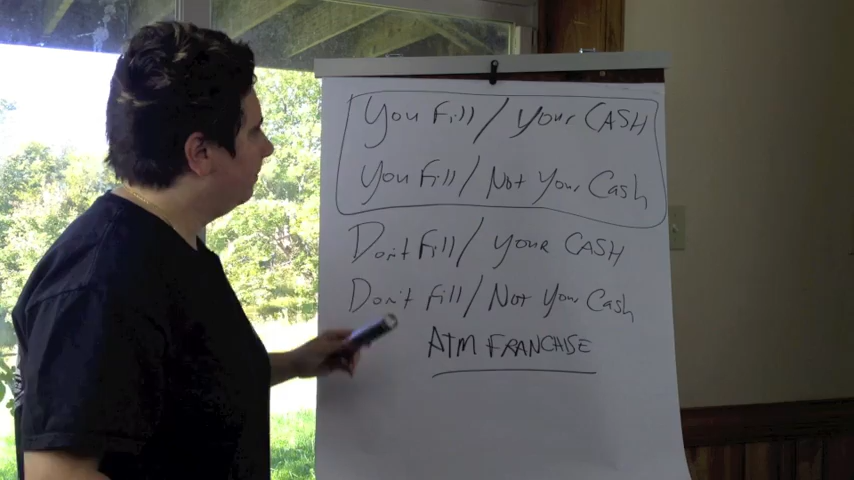 You Fill / Your CASH
You Fill / Not Your Cash
Don't Fill / YOUR CASH
Don't Fill / Not Your Cash
ATM FRANCHISE